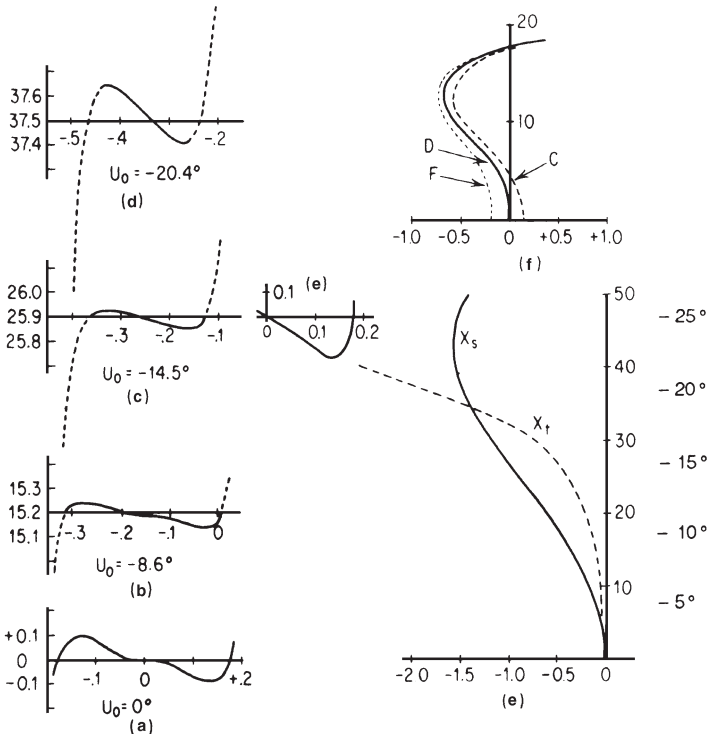 37.6
37.5
37.4
-.5 -.4 -.2
U₀ = -20.4°
(d)
26.0
25.9
25.8
-.3 -.2 -.1
U₀ = -14.5°
(c)
15.3
15.2
15.1
-.3 -.2 -.1 0
U₀ = -8.6°
(b)
+0.1
0
-0.1
-.1 0 +.2
U₀=0°
(a)
0.1 (e)
0 0.1 0.2
20
10
D C
F
-1.0 -0.5 0 +0.5 +1.0
(f)
50
40
30
20
10
-25°
-20°
-15°
-10°
-5°
Xs
Xt
-2.0 -1.5 -1.0 -0.5 0
(e)